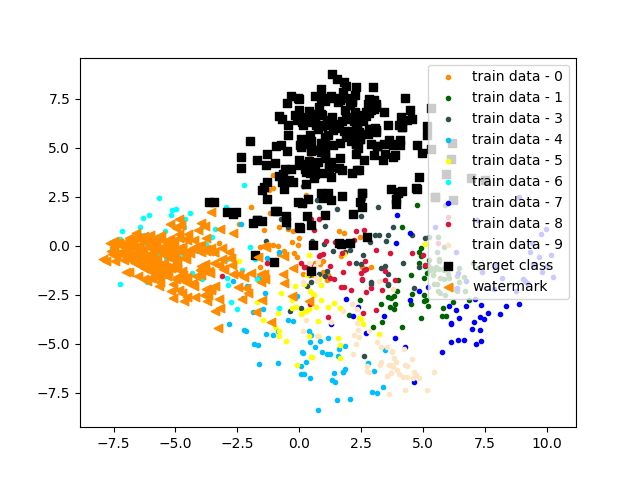 train data - 0
train data - 1
train data - 3
train data - 4
train data - 5
train data - 6
train data - 7
train data - 8
train data - 9
target class
watermark
7.5
5.0
2.5
0.0
−2.5
−5.0
−7.5
−7.5 −5.0 −2.5 0.0 2.5 5.0 7.5 10.0